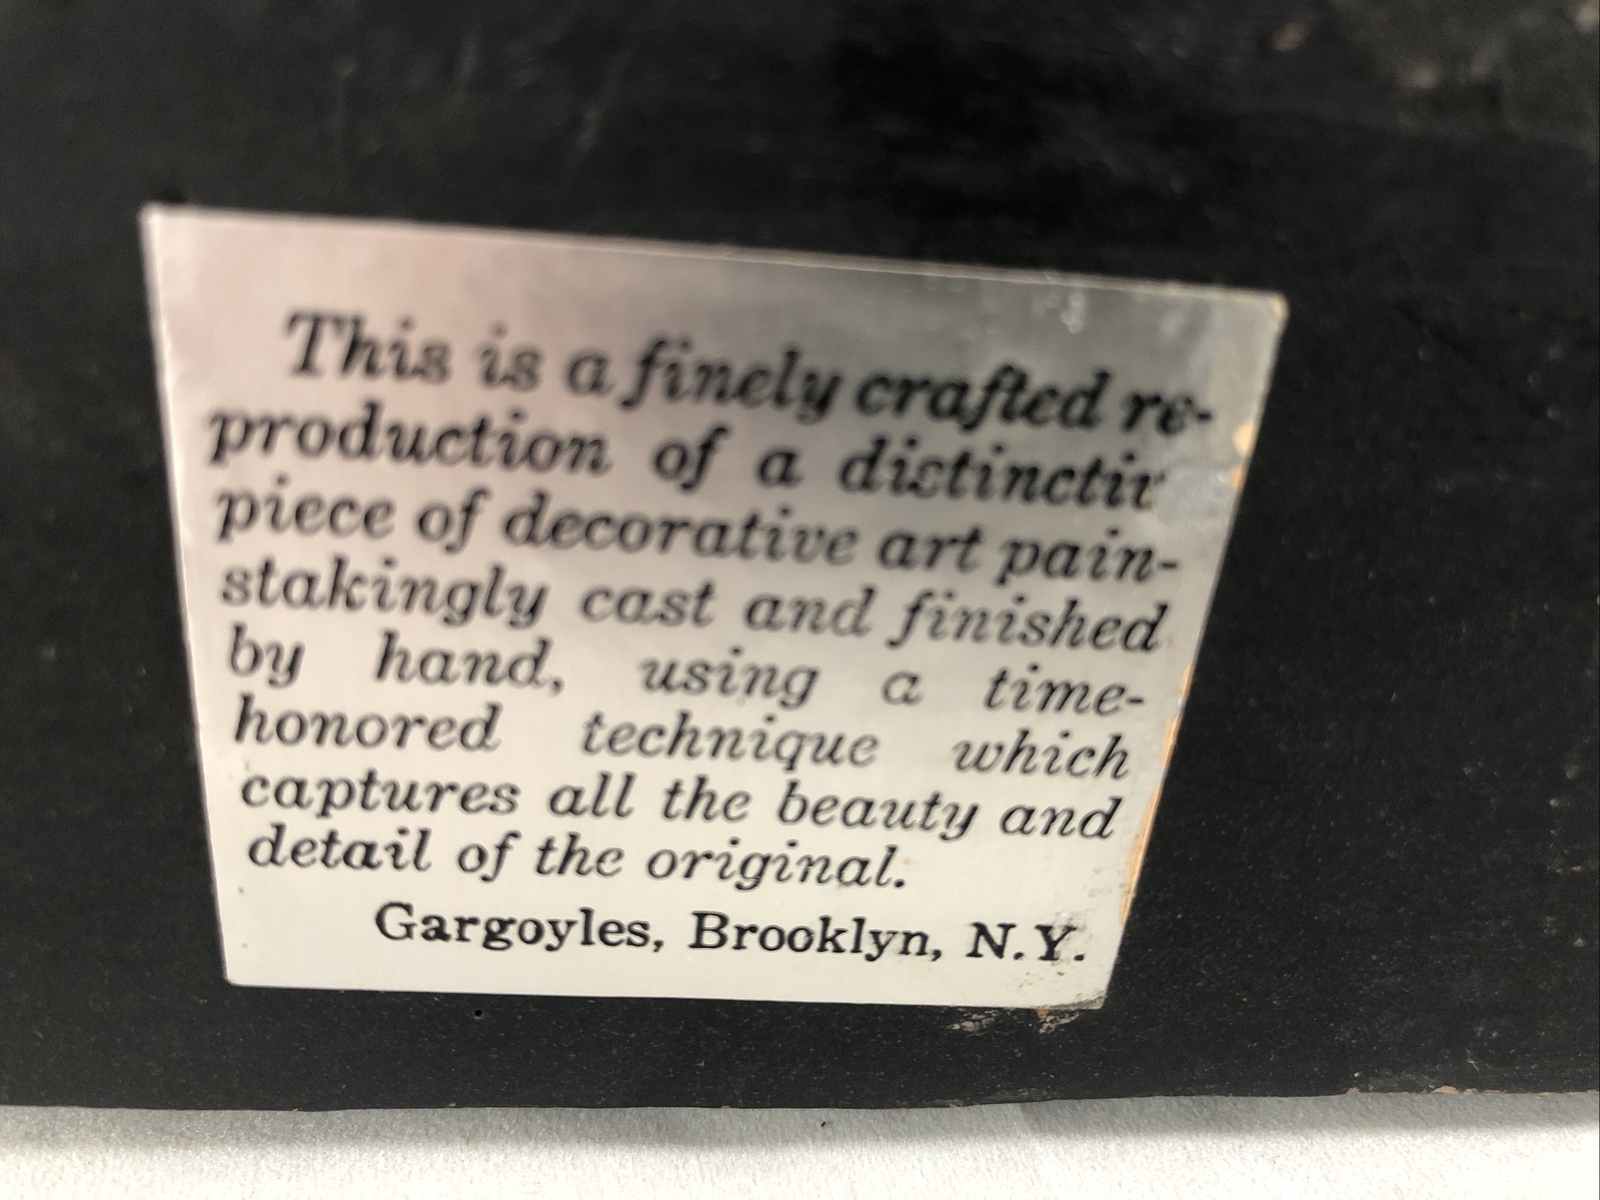 This is a finely crafted re-
production of a distinctiv
piece of decorative art pain-
stakingly cast and finished
by hand, using a time-
honored technique which
captures all the beauty and
detail of the original.
Gargoyles, Brooklyn, N.Y.